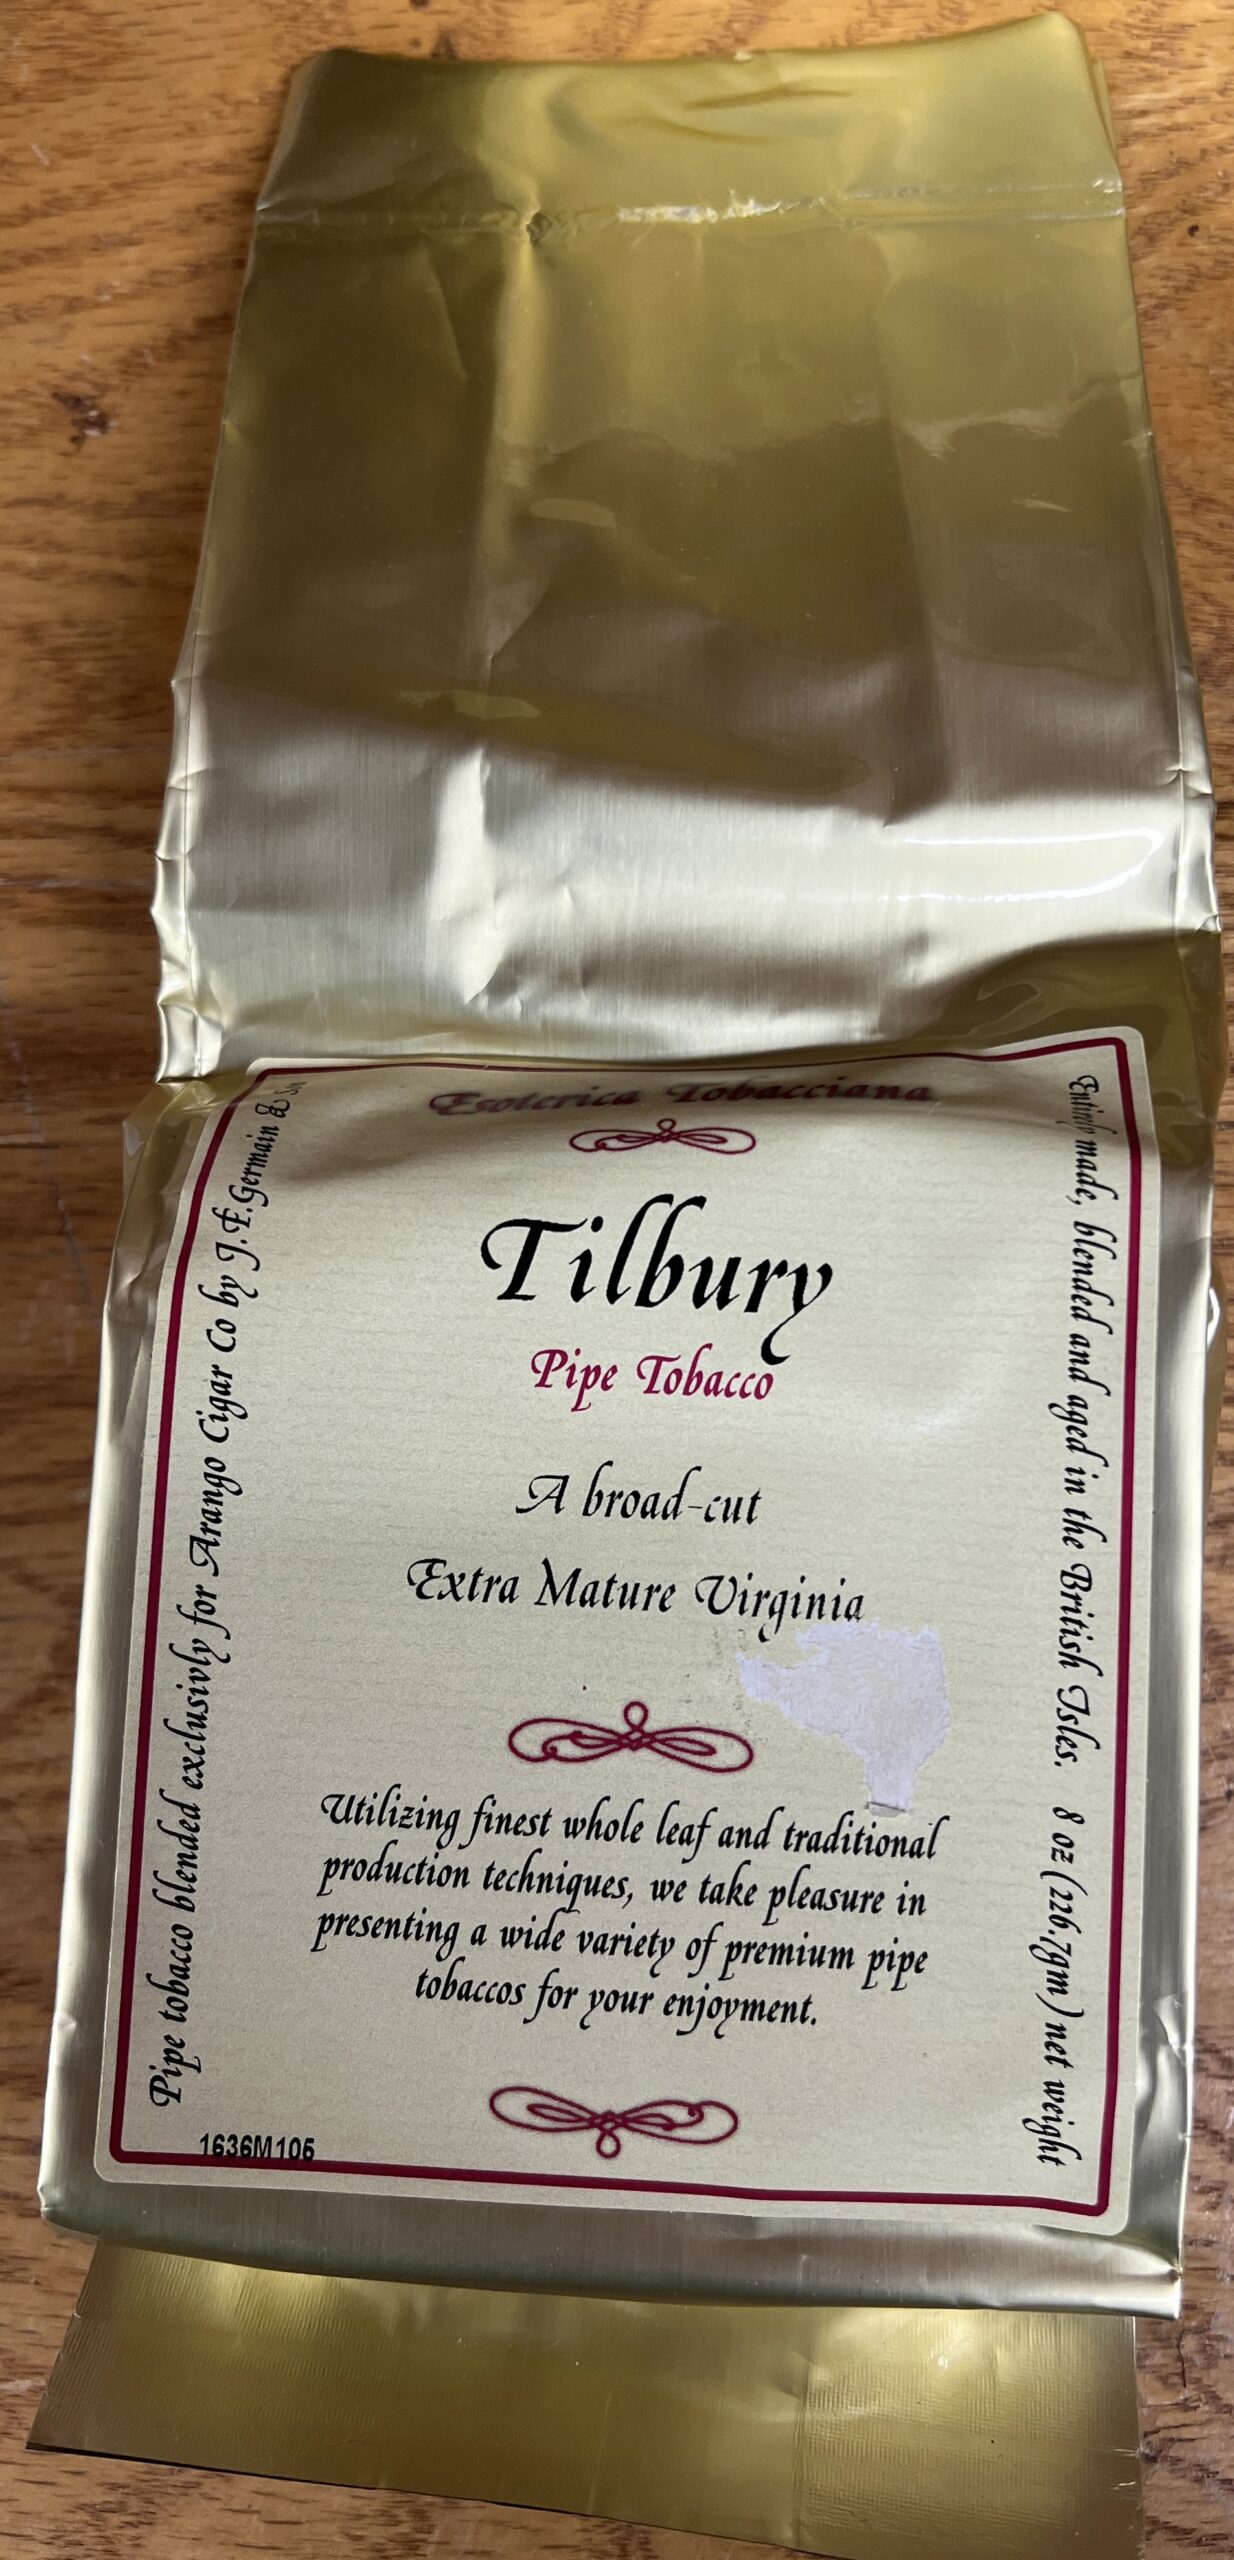 Esoterica Tobacciana
Tilbury
Pipe Tobacco
A broad-cut
Extra Mature Virginia
Utilizing finest whole leaf and traditional
production techniques, we take pleasure in
presenting a wide variety of premium pipe
tobaccos for your enjoyment.
Pipe tobacco blended exclusivly for Arango Cigar Co by J.F.Germain & Son
Entirely made, blended and aged in the British Isles. 8 oz (226.7gm) net weight
1636M106